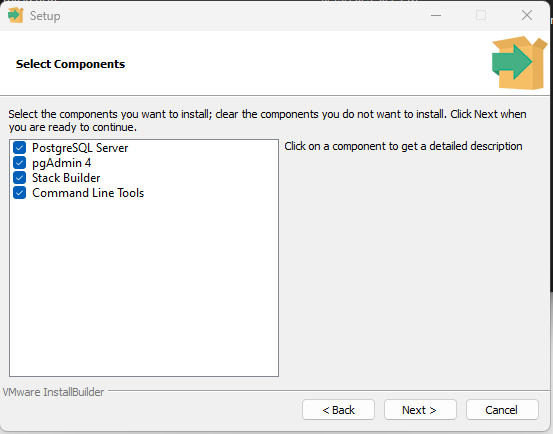 Setup
Select Components
Select the components you want to install; clear the components you do not want to install. Click Next when
you are ready to continue.
PostgreSQL Server
pgAdmin 4
Stack Builder
Command Line Tools
Click on a component to get a detailed description
VMware InstallBuilder
< Back
Next >
Cancel